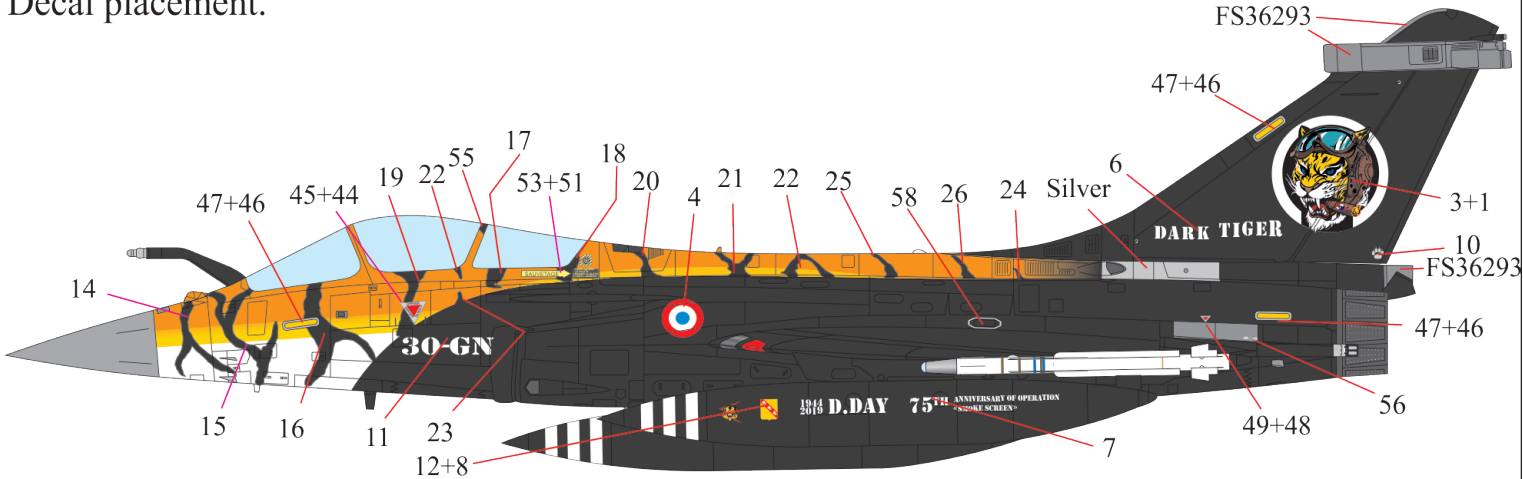 Decal placement.
FS36293
47+46
17
55
18
22
53+51
19
45+44
47+46
20
4
21
22
25
58
26
24
Silver
6
3+1
DARK TIGER
10
FS36293
14
SAUVETAGE
47+46
30-GN
15
16
11
23
12+8
1944
2019
D.DAY
75TH
ANNIVERSARY OF OPERATION
«SMOKE SCREEN»
7
49+48
56